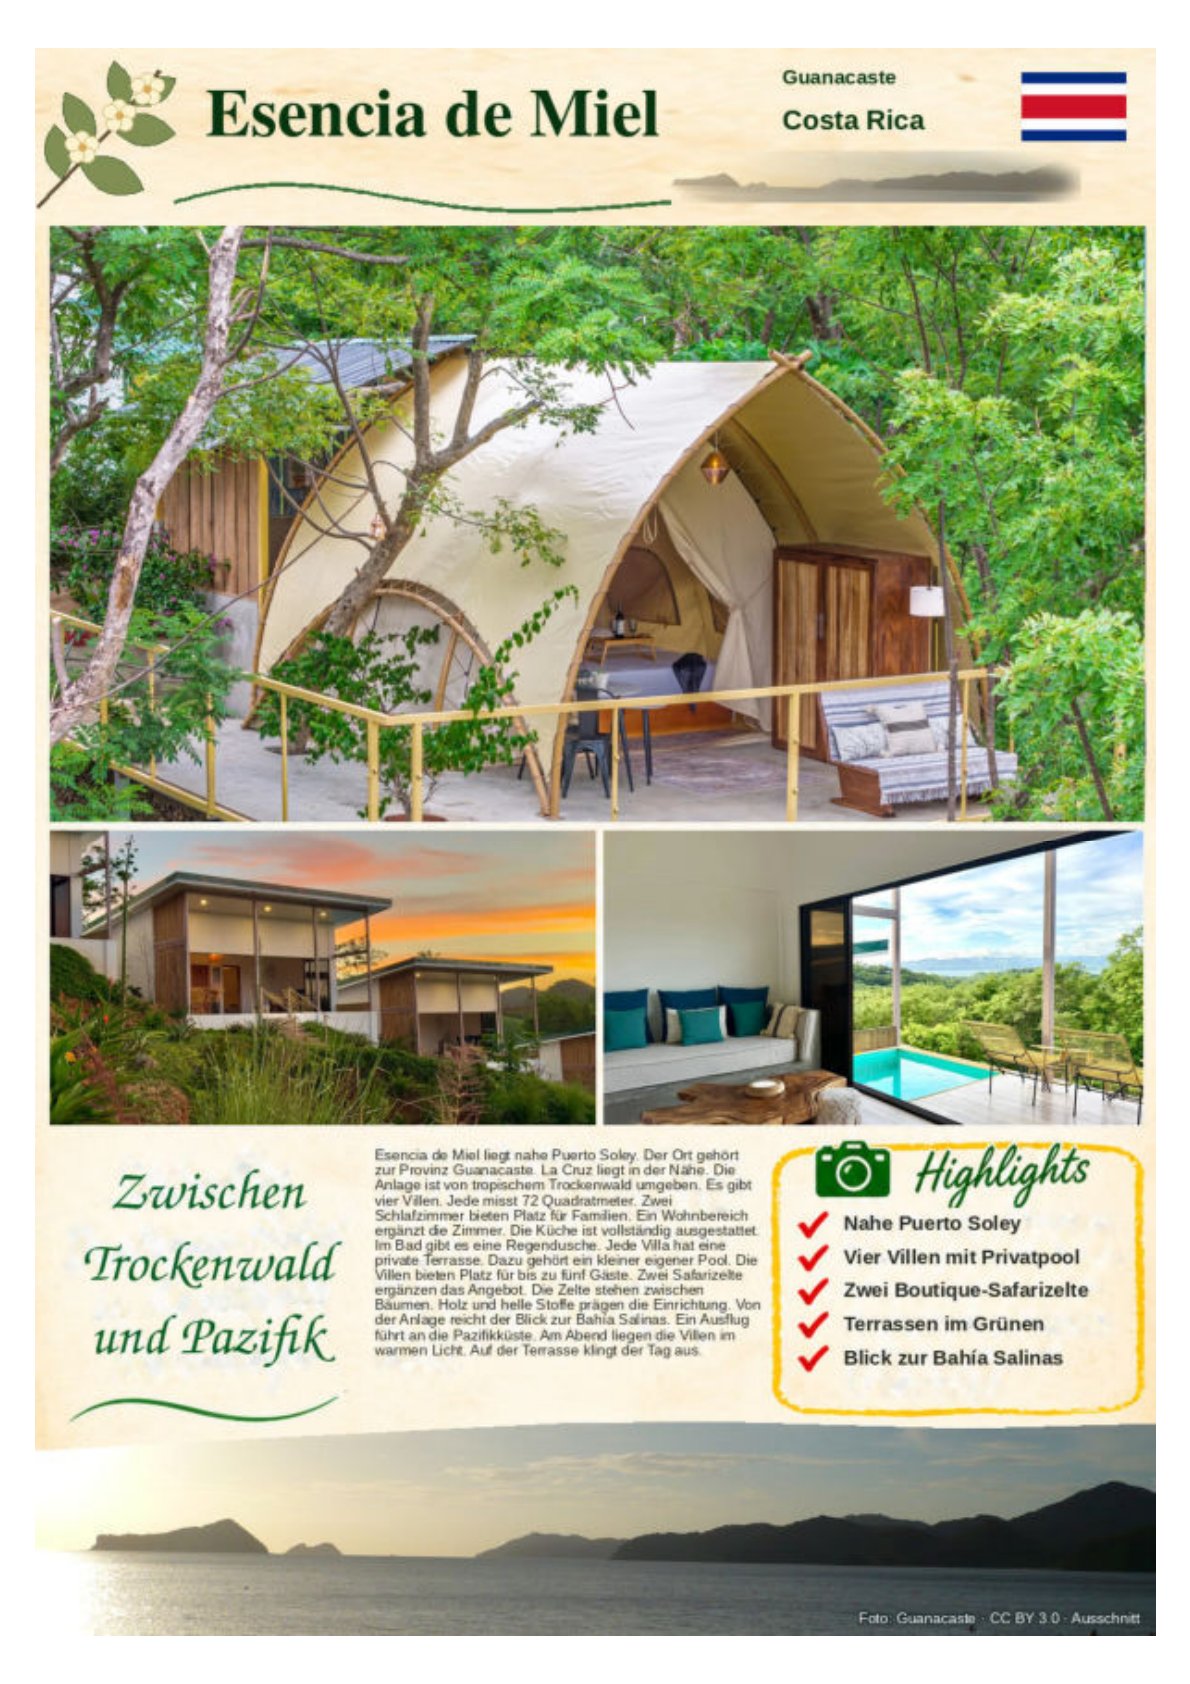 Esencia de Miel
Guanacaste
Costa Rica
Zwischen
Trockenwald
und Pazifik
Esencia de Miel liegt nahe Puerto Soley. Der Ort gehört
zur Provinz Guanacaste. La Cruz liegt in der Nähe. Die
Anlage ist von tropischem Trockenwald umgeben. Es gibt
vier Villen. Jede misst 72 Quadratmeter. Zwei
Schlafzimmer bieten Platz für Familien. Ein Wohnbereich
ergänzt die Zimmer. Die Küche ist vollständig ausgestattet.
Im Bad gibt es eine Regendusche. Jede Villa hat eine
private Terrasse. Dazu gehört ein kleiner eigener Pool. Die
Villen bieten Platz für bis zu fünf Gäste. Zwei Safarizelte
ergänzen das Angebot. Die Zelte stehen zwischen
Bäumen. Holz und helle Stoffe prägen die Einrichtung. Von
der Anlage reicht der Blick zur Bahía Salinas. Ein Ausflug
führt an die Pazifikküste. Am Abend liegen die Villen im
warmen Licht. Auf der Terrasse klingt der Tag aus.
Highlights
Nahe Puerto Soley
Vier Villen mit Privatpool
Zwei Boutique-Safarizelte
Terrassen im Grünen
Blick zur Bahía Salinas
Foto: Guanacaste · CC BY 3.0 · Ausschnitt